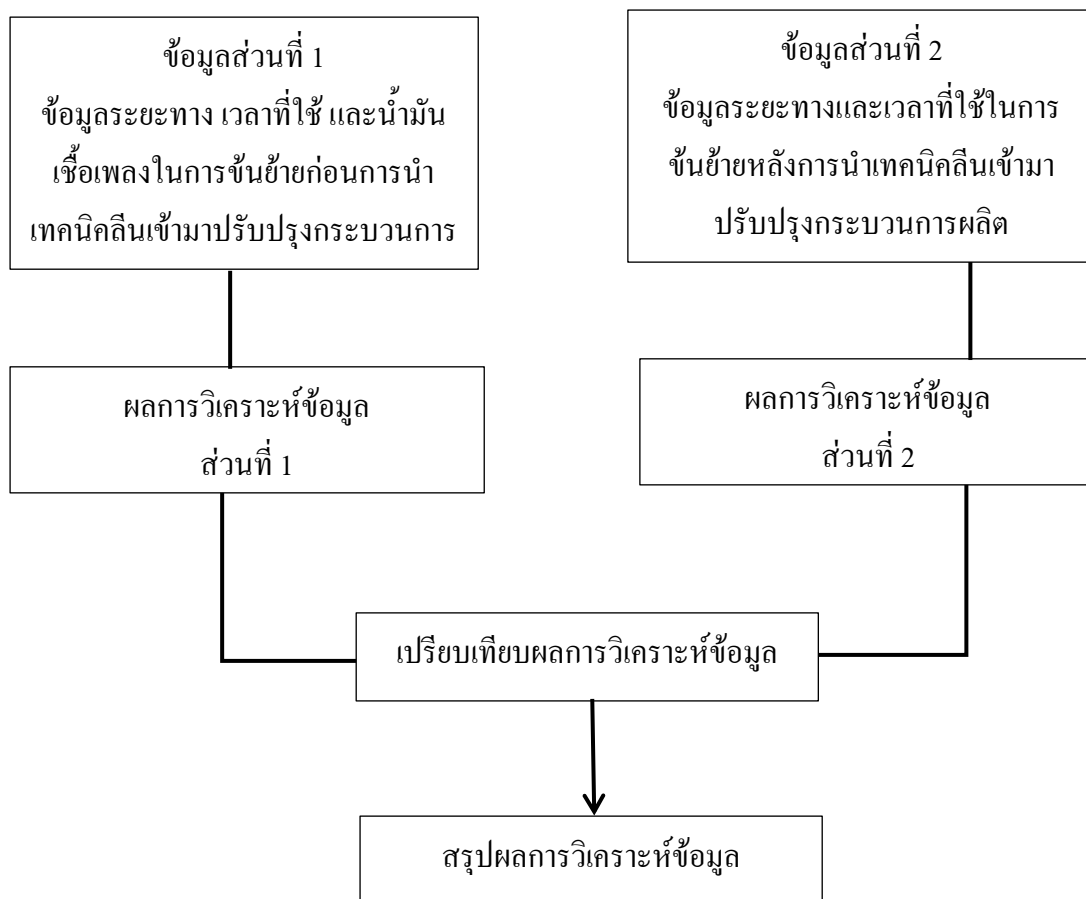 ข้อมูลส่วนที่ 1
ข้อมูลระยะทาง เวลาที่ใช้ และน้ำมัน
เชื้อเพลงในการข้นย้ายก่อนการนำ
เทคนิคลีนเข้ามาปรับปรุงกระบวนการ
ข้อมูลส่วนที่ 2
ข้อมูลระยะทางและเวลาที่ใช้ในการ
ข้นย้ายหลังการนำเทคนิคลีนเข้ามา
ปรับปรุงกระบวนการผลิต
ผลการวิเคราะห์ข้อมูล
ส่วนที่ 1
ผลการวิเคราะห์ข้อมูล
ส่วนที่ 2
เปรียบเทียบผลการวิเคราะห์ข้อมูล
สรุปผลการวิเคราะห์ข้อมูล